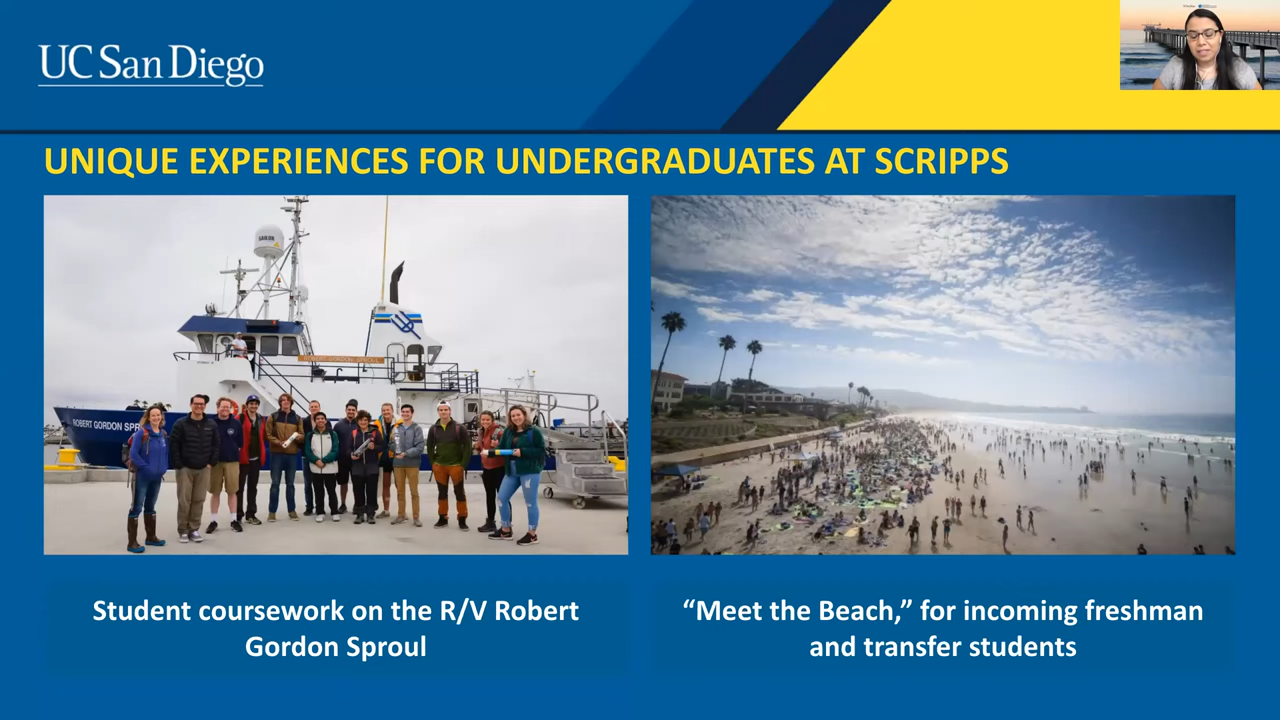 UC San Diego
UNIQUE EXPERIENCES FOR UNDERGRADUATES AT SCRIPPS
ROBERT GORDON SPR
Student coursework on the R/V Robert
Gordon Sproul
“Meet the Beach,” for incoming freshman
and transfer students